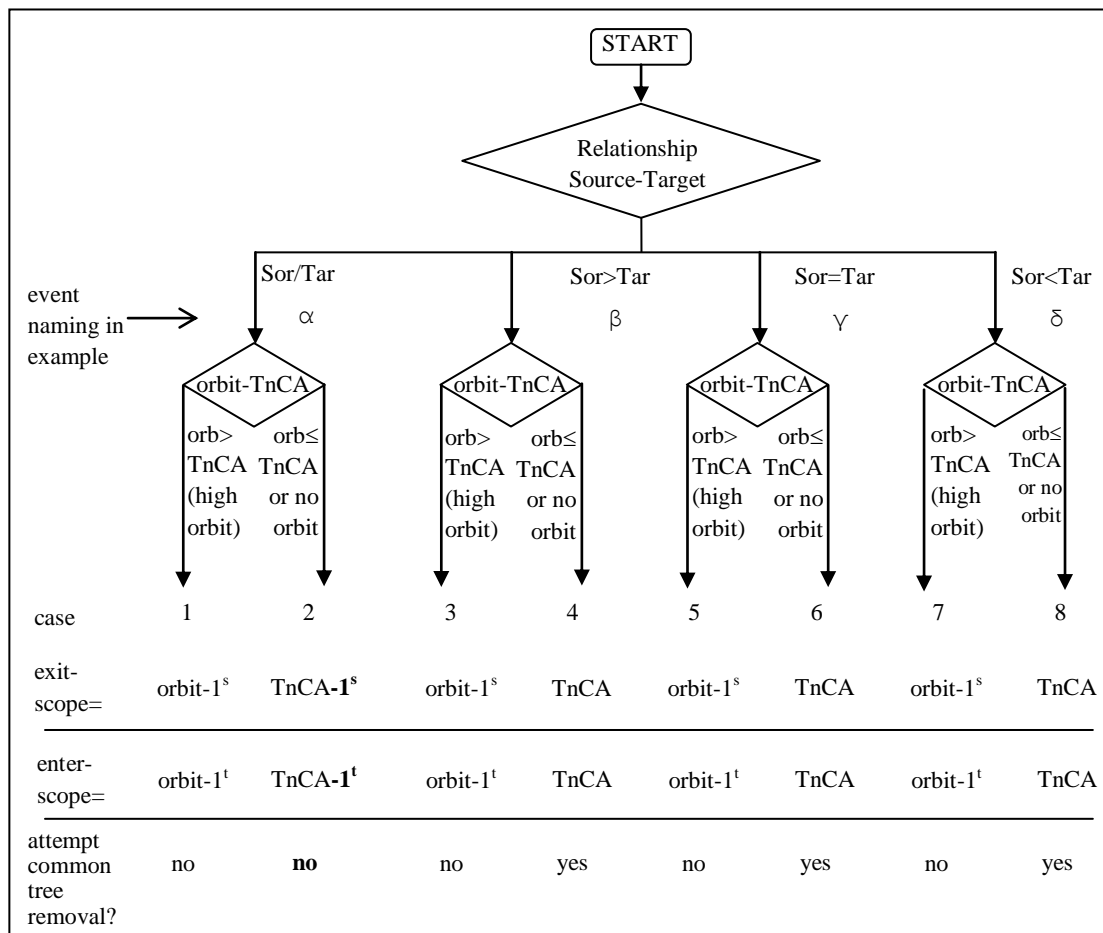 START
Relationship
Source-Target
Sor/Tar
Sor>Tar
Sor=Tar
Sor<Tar
event
naming in
example
α
β
γ
δ
orbit-TnCA
orbit-TnCA
orbit-TnCA
orbit-TnCA
orb>
TnCA
(high
orbit)
orb≤
TnCA
or no
orbit
orb>
TnCA
(high
orbit)
orb≤
TnCA
or no
orbit
orb>
TnCA
(high
orbit)
orb≤
TnCA
or no
orbit
orb>
TnCA
(high
orbit)
orb≤
TnCA
or no
orbit
case 1 2 3 4 5 6 7 8
exit-
scope= orbit-1ˢ TnCA-1ˢ orbit-1ˢ TnCA orbit-1ˢ TnCA orbit-1ˢ TnCA
enter-
scope= orbit-1ᵗ TnCA-1ᵗ orbit-1ᵗ TnCA orbit-1ᵗ TnCA orbit-1ᵗ TnCA
attempt
common no no no yes no yes no yes
tree
removal?